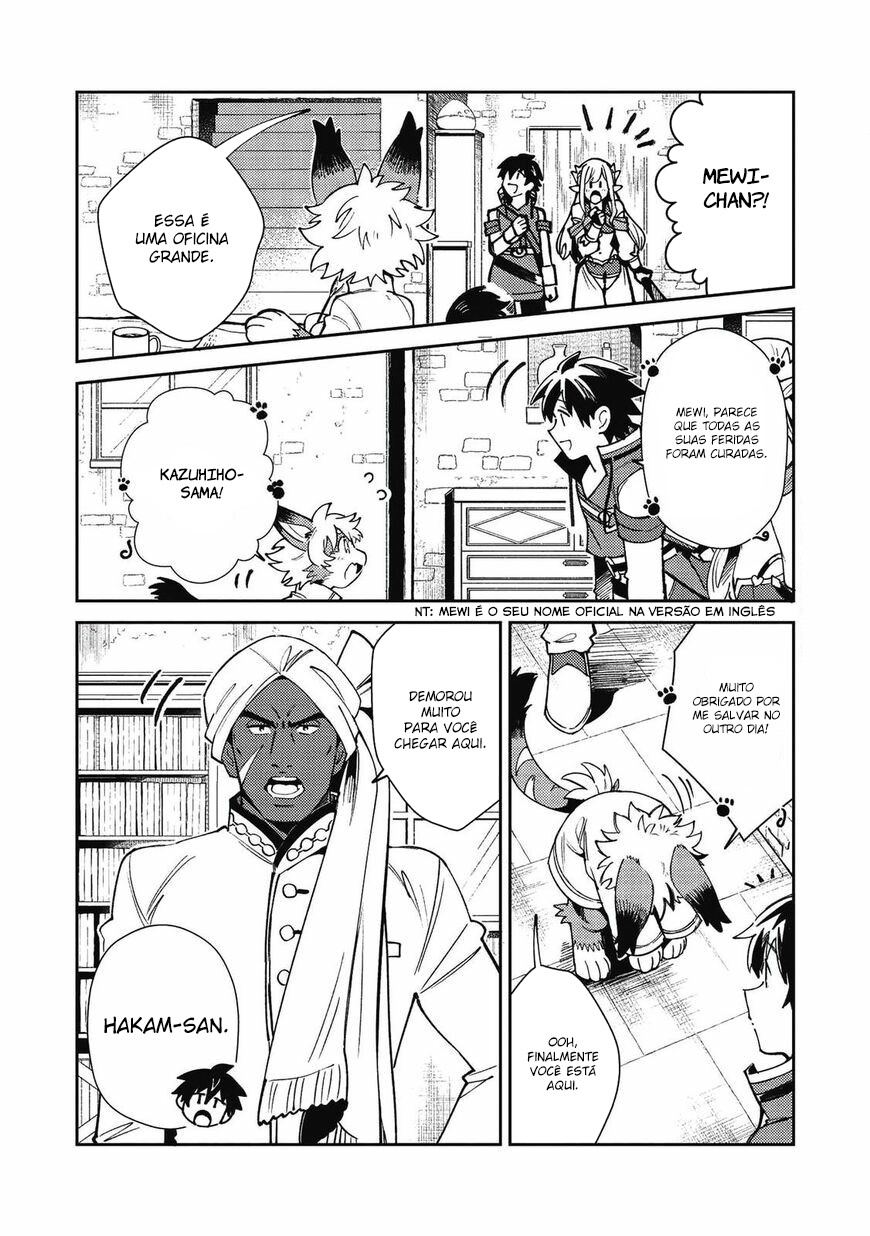 MEWI-
CHAN?!
ESSA É
UMA OFICINA
GRANDE.
MEWI, PARECE
QUE TODAS AS
SUAS FERIDAS
FORAM CURADAS.
KAZUHIHO-
SAMA!
NT: MEWI É O SEU NOME OFICIAL NA VERSÃO EM INGLÊS
MUITO
OBRIGADO POR
ME SALVAR NO
OUTRO DIA!
OOH,
FINALMENTE
VOCÊ ESTÁ
AQUI.
DEMOROU
MUITO
PARA VOCÊ
CHEGAR AQUI.
HAKAM-SAN.